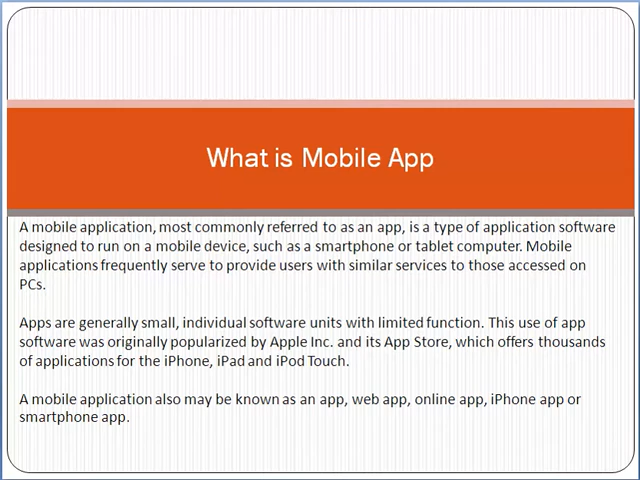 What is Mobile App
A mobile application, most commonly referred to as an app, is a type of application software
designed to run on a mobile device, such as a smartphone or tablet computer. Mobile
applications frequently serve to provide users with similar services to those accessed on
PCs.
Apps are generally small, individual software units with limited function. This use of app
software was originally popularized by Apple Inc. and its App Store, which offers thousands
of applications for the iPhone, iPad and iPod Touch.
A mobile application also may be known as an app, web app, online app, iPhone app or
smartphone app.